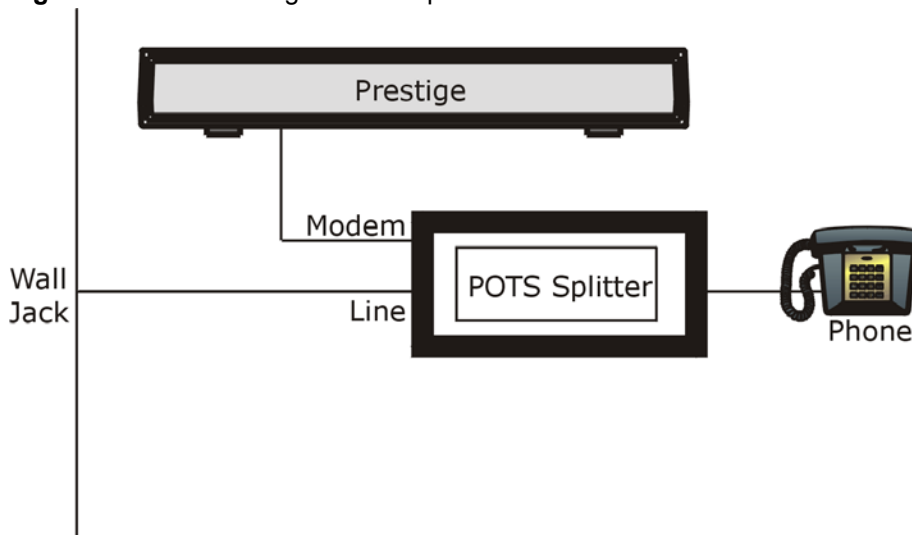 Prestige
Modem
Wall
Jack
Line
POTS Splitter
Phone